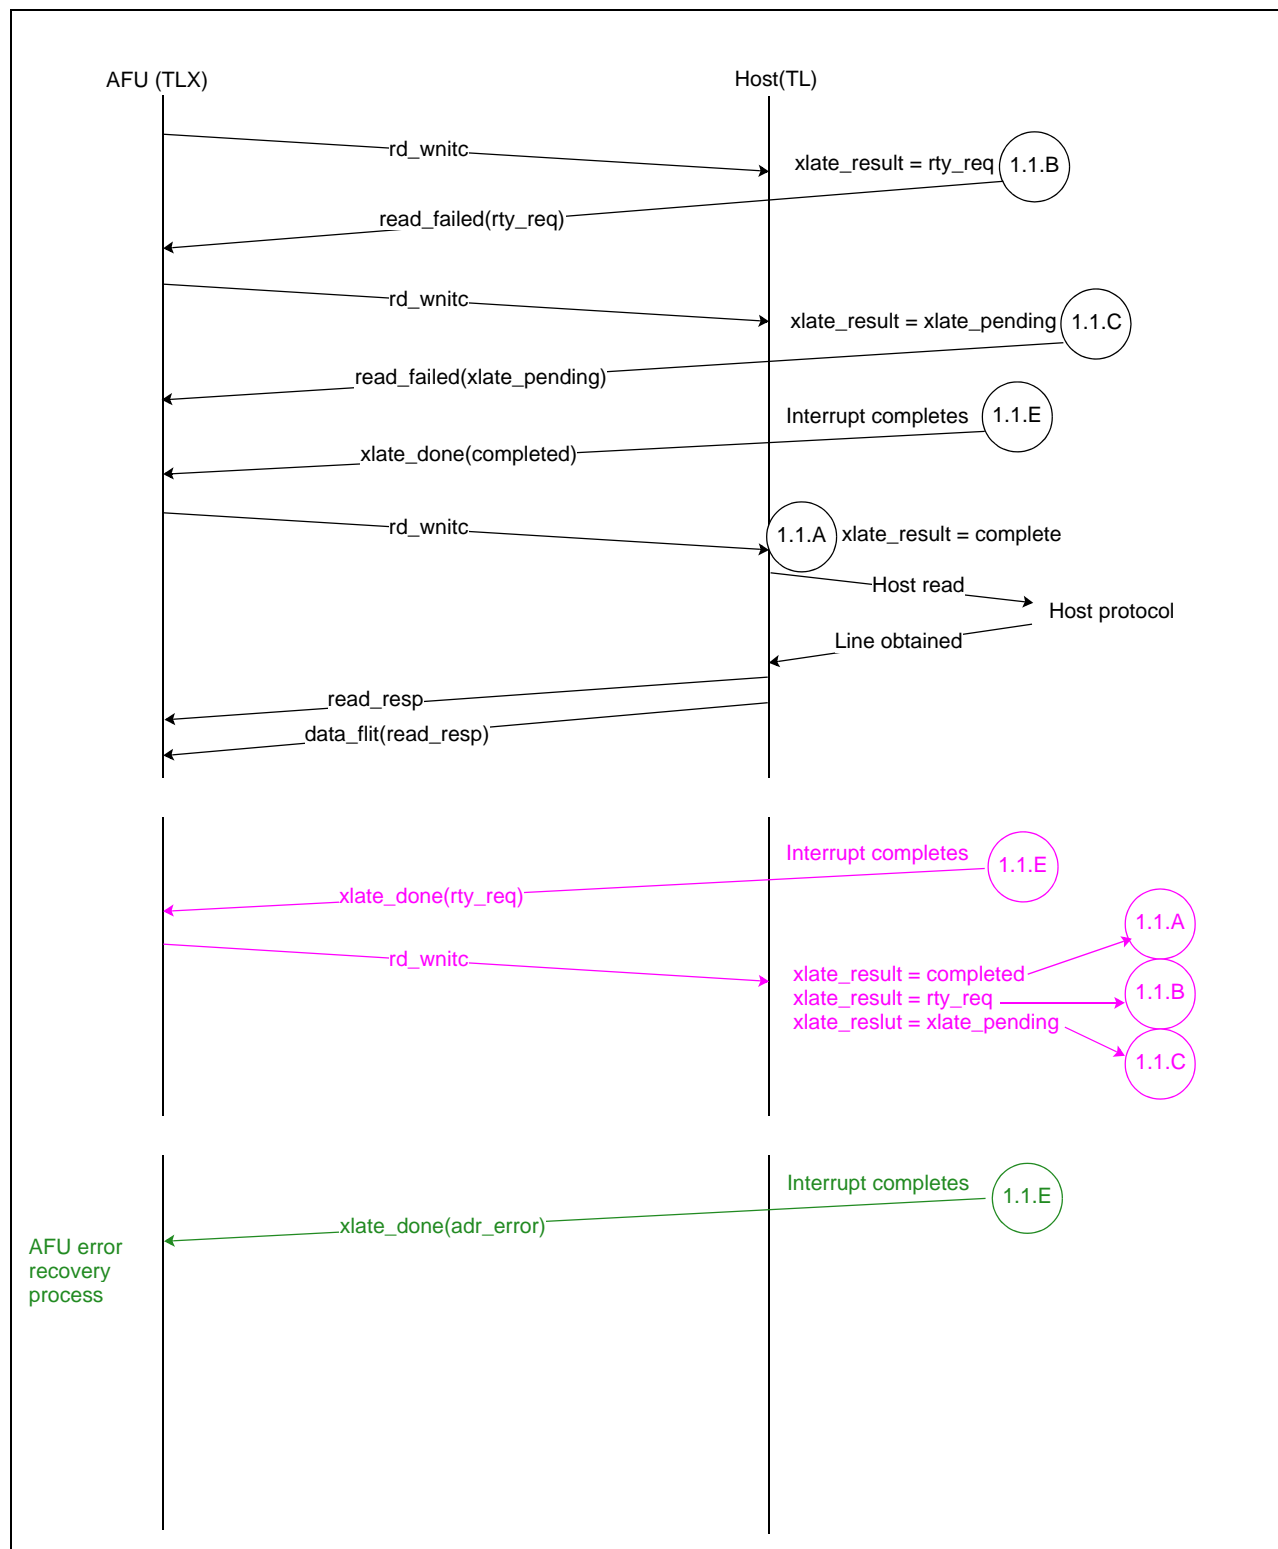 AFU (TLX)
Host(TL)
rd_wnitc
xlate_result = rty_req
1.1.B
read_failed(rty_req)
rd_wnitc
xlate_result = xlate_pending
1.1.C
read_failed(xlate_pending)
Interrupt completes
1.1.E
xlate_done(completed)
rd_wnitc
1.1.A
xlate_result = complete
Host read
Host protocol
Line obtained
read_resp
data_flit(read_resp)
Interrupt completes
1.1.E
xlate_done(rty_req)
1.1.A
rd_wnitc
xlate_result = completed
xlate_result = rty_req
1.1.B
xlate_reslut = xlate_pending
1.1.C
Interrupt completes
1.1.E
xlate_done(adr_error)
AFU error
recovery
process